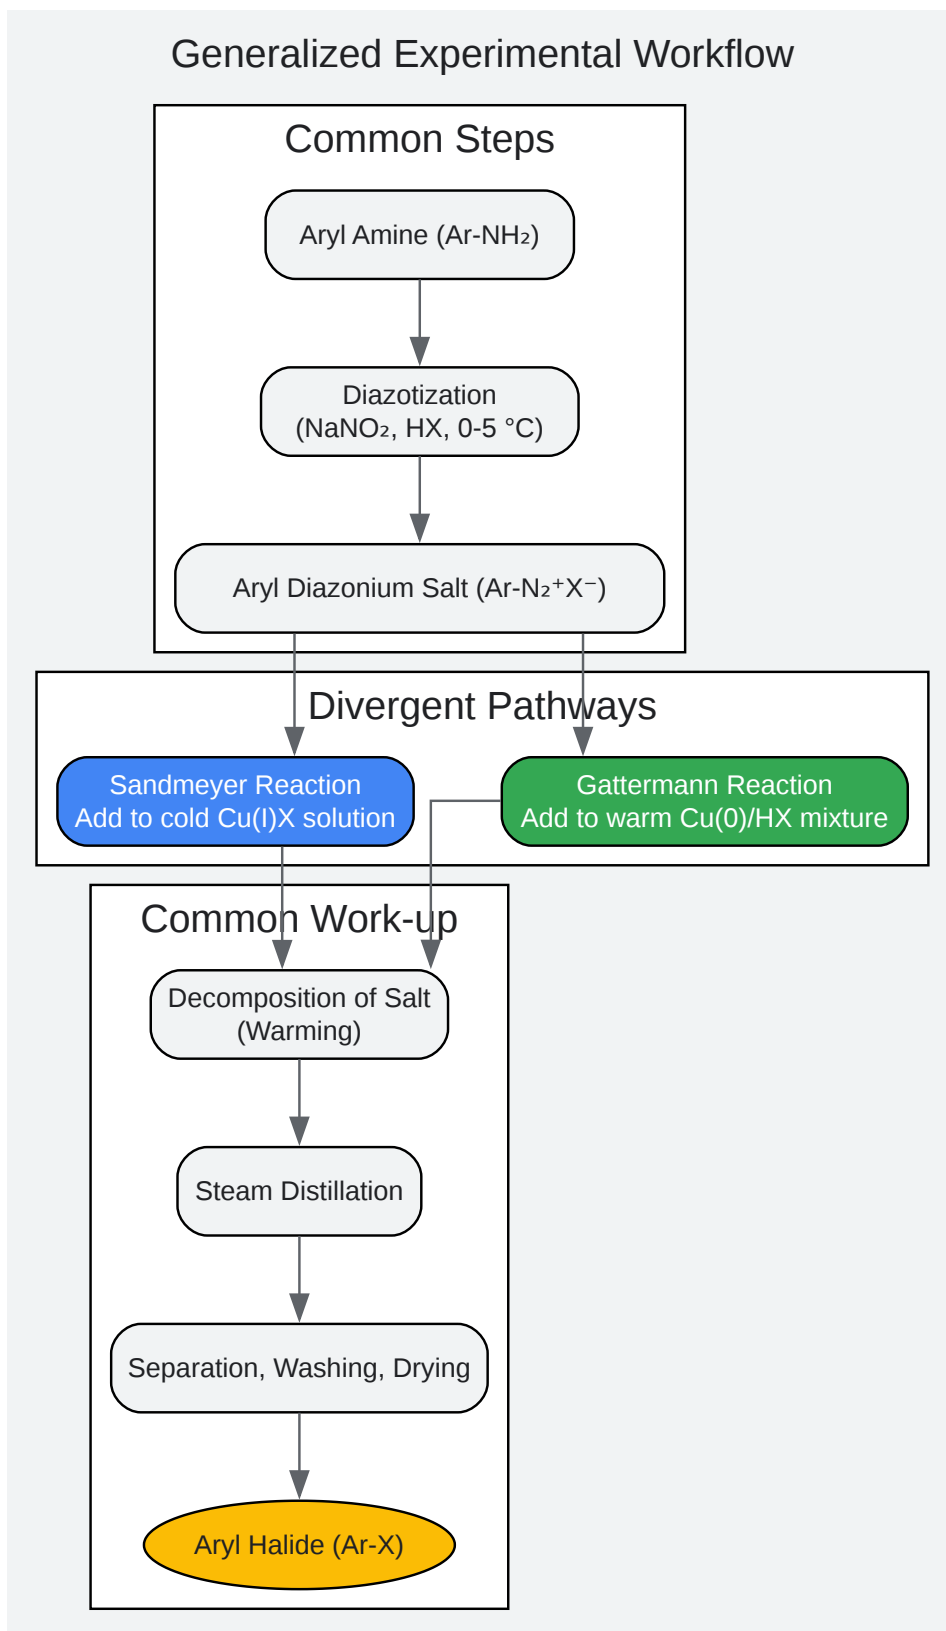 Generalized Experimental Workflow
Common Steps
Aryl Amine (Ar-NH₂)
Diazotization
(NaNO₂, HX, 0-5 °C)
Aryl Diazonium Salt (Ar-N₂⁺X⁻)
Divergent Pathways
Sandmeyer Reaction
Add to cold Cu(I)X solution
Gattermann Reaction
Add to warm Cu(0)/HX mixture
Common Work-up
Decomposition of Salt
(Warming)
Steam Distillation
Separation, Washing, Drying
Aryl Halide (Ar-X)